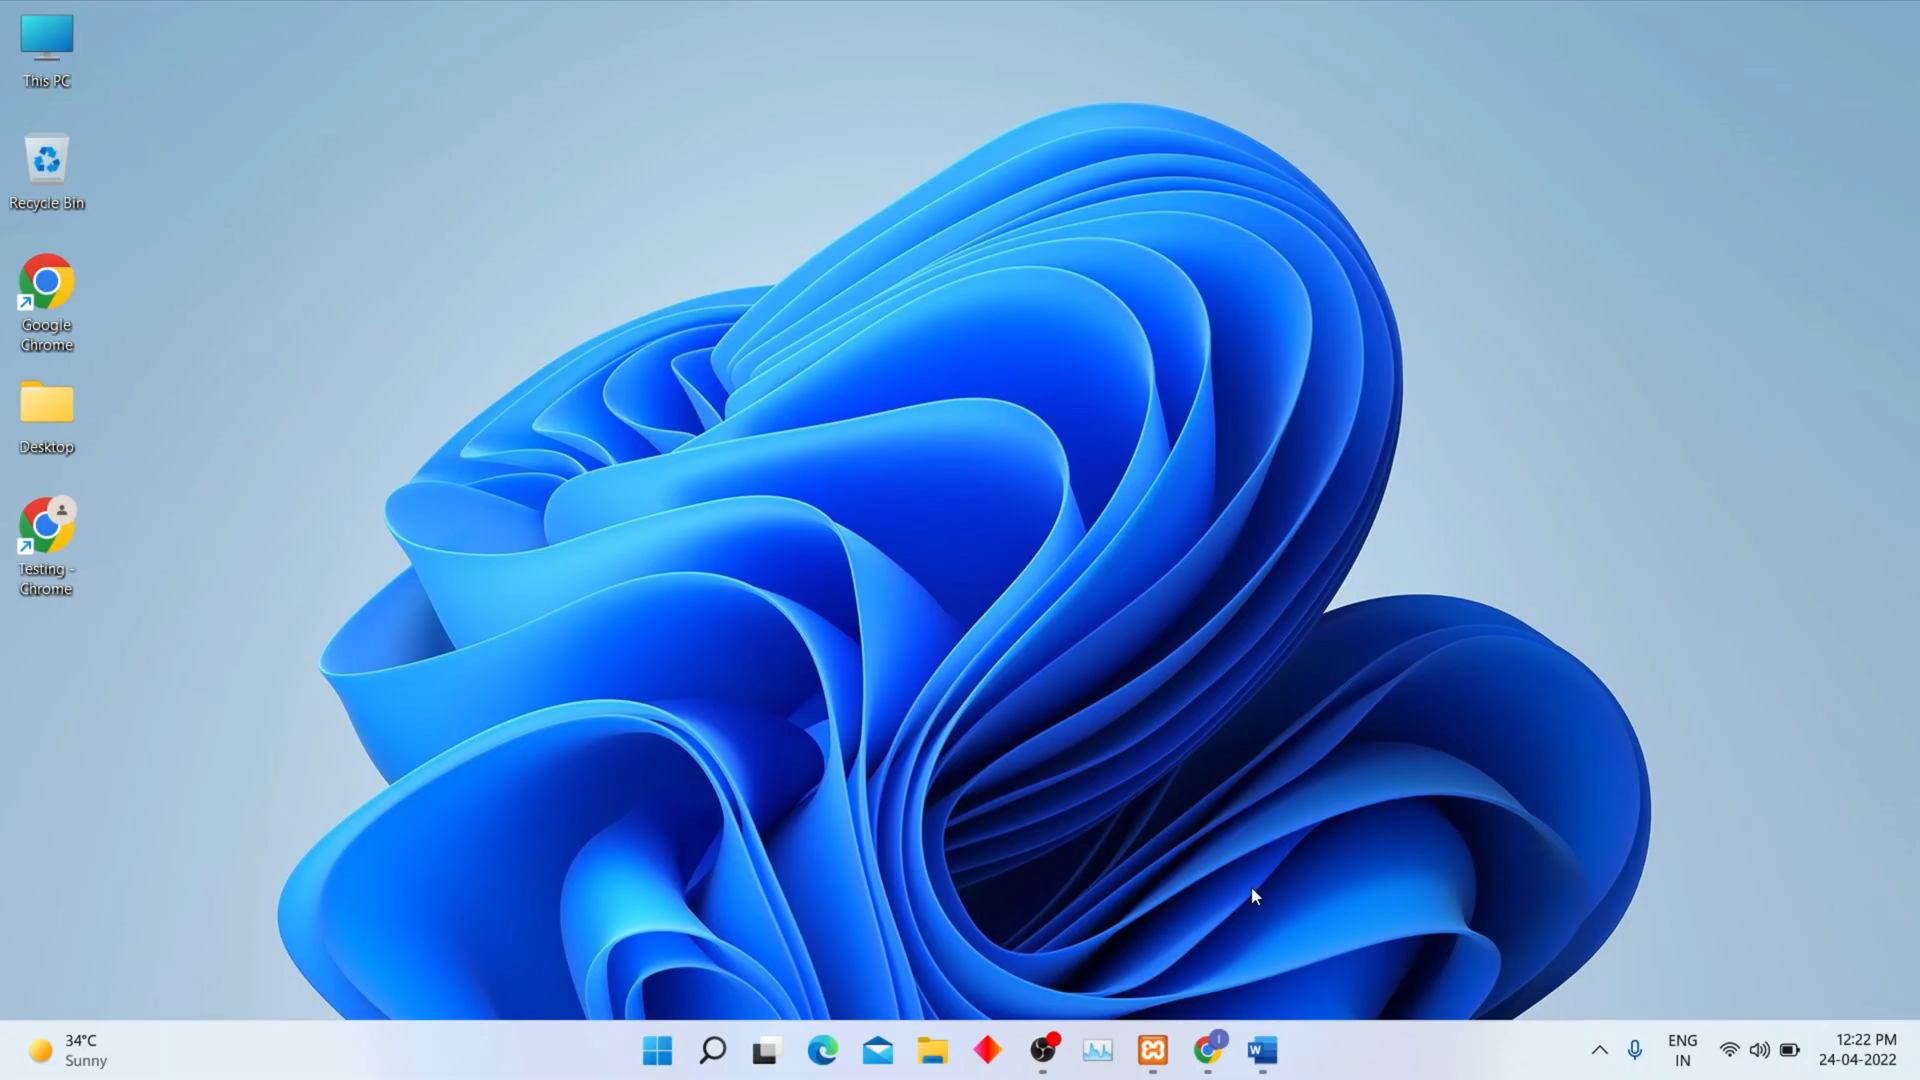 This PC
Recycle Bin
Google
Chrome
Desktop
Testing -
Chrome
34°C
Sunny
ENG
IN
12:22 PM
24-04-2022